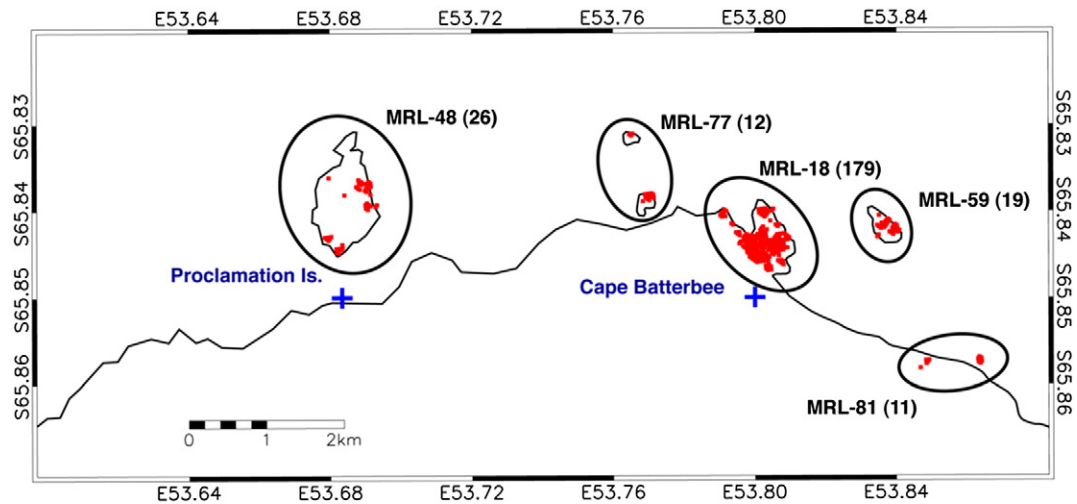 E53.64 E53.68 E53.72 E53.76 E53.80 E53.84
S65.83 S65.84 S65.85 S65.86
MRL-48 (26)
MRL-77 (12)
MRL-18 (179)
MRL-59 (19)
Proclamation Is.
Cape Batterbee
MRL-81 (11)
0 1 2km
S65.83 S65.84 S65.85 S65.86
E53.64 E53.68 E53.72 E53.76 E53.80 E53.84